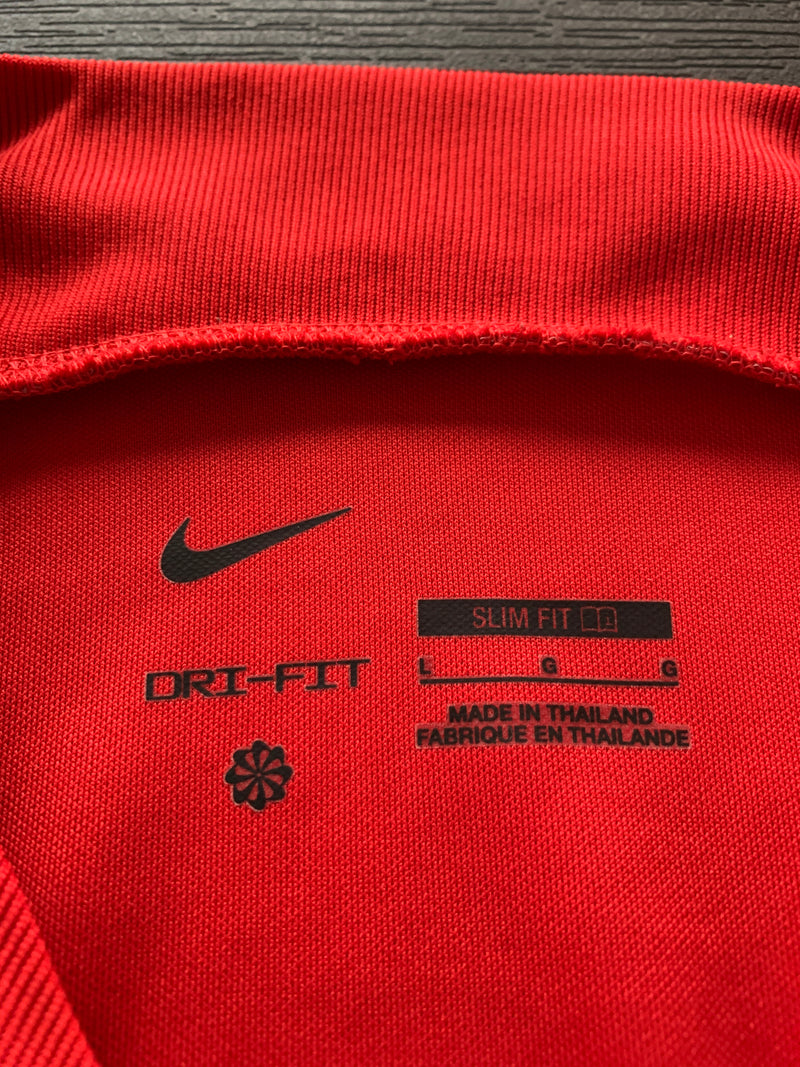 DRI-FIT
SLIM FIT
L G G
MADE IN THAILAND
FABRIQUE EN THAILANDE